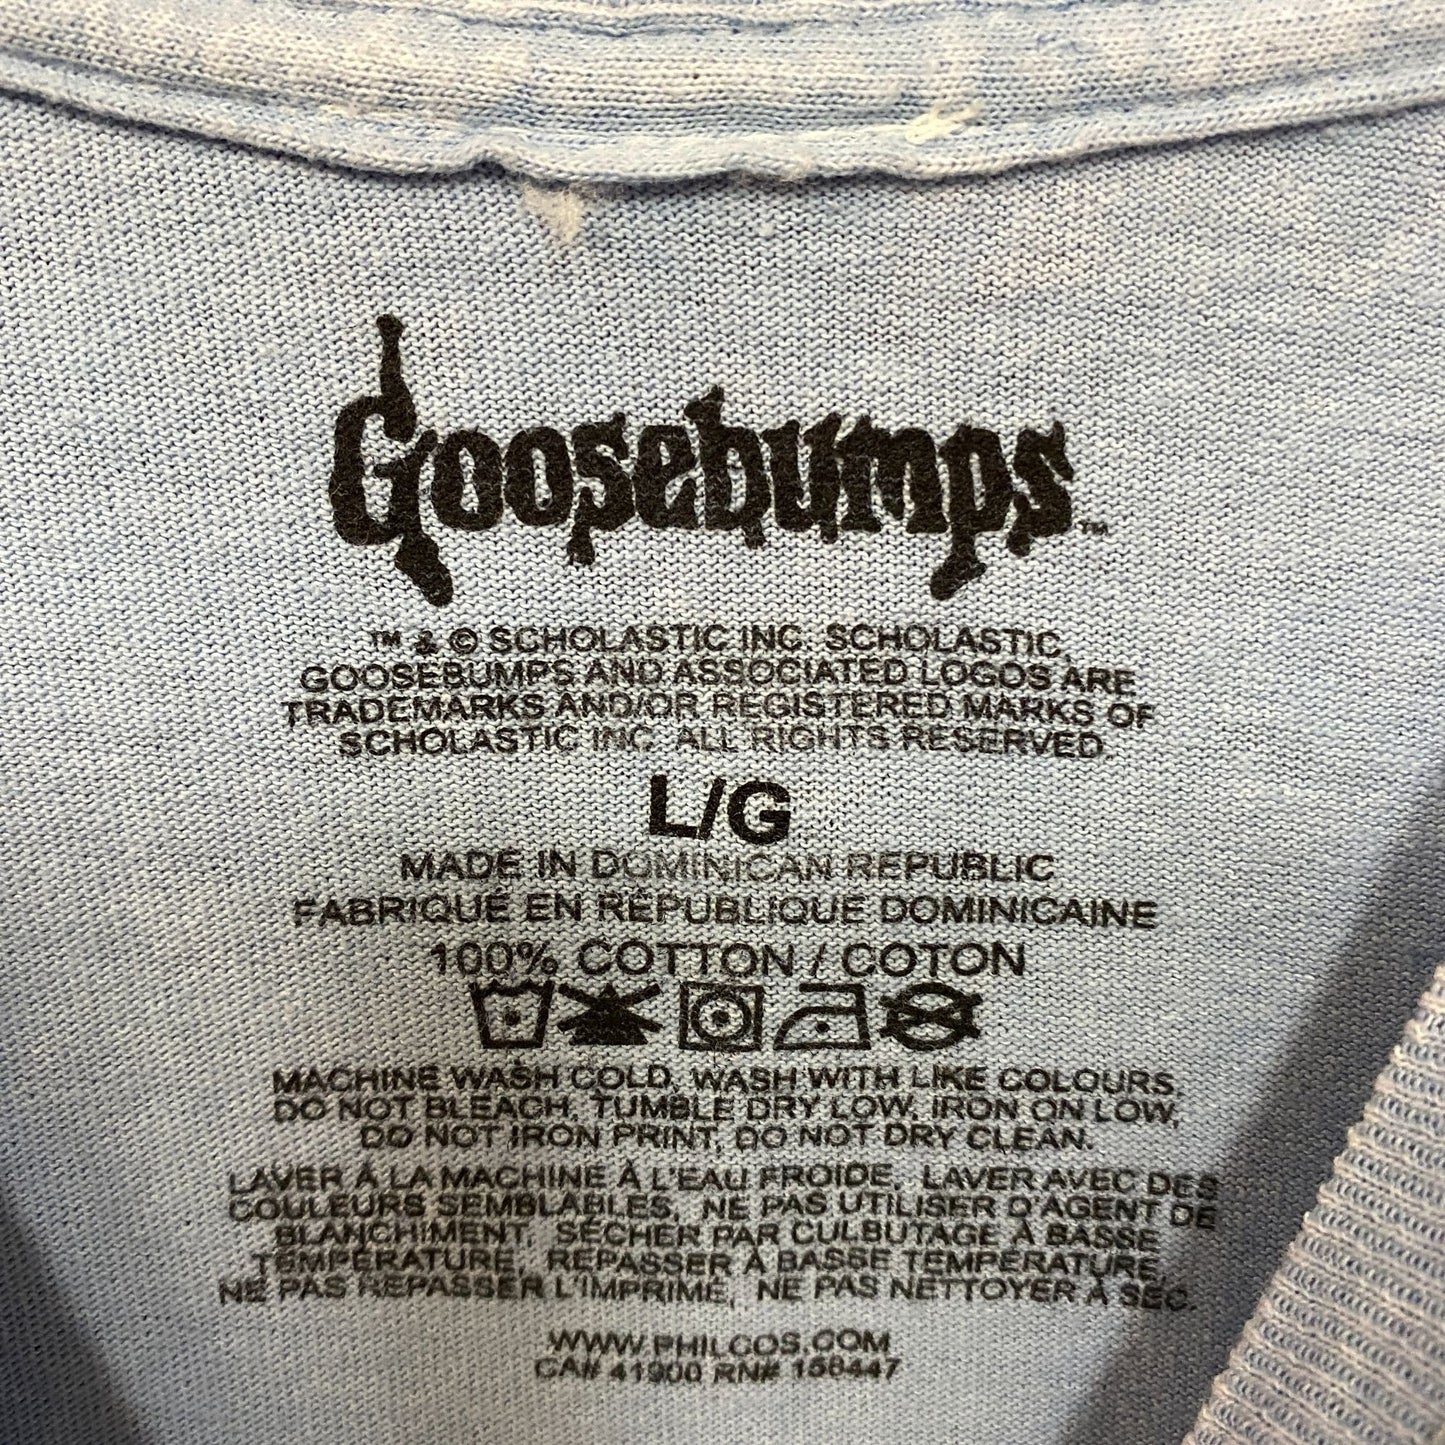 Goosebumps™
™ & © SCHOLASTIC INC. SCHOLASTIC,
GOOSEBUMPS AND ASSOCIATED LOGOS ARE
TRADEMARKS AND/OR REGISTERED MARKS OF
SCHOLASTIC INC. ALL RIGHTS RESERVED.
L/G
MADE IN DOMINICAN REPUBLIC
FABRIQUÉ EN RÉPUBLIQUE DOMINICAINE
100% COTTON / COTON
MACHINE WASH COLD, WASH WITH LIKE COLOURS,
DO NOT BLEACH, TUMBLE DRY LOW, IRON ON LOW,
DO NOT IRON PRINT, DO NOT DRY CLEAN.
LAVER À LA MACHINE À L'EAU FROIDE, LAVER AVEC DES
COULEURS SEMBLABLES, NE PAS UTILISER D'AGENT DE
BLANCHIMENT, SÉCHER PAR CULBUTAGE À BASSE
TEMPÉRATURE, REPASSER À BASSE TEMPÉRATURE,
NE PAS REPASSER L'IMPRIMÉ, NE PAS NETTOYER À SEC.
WWW.PHILCOS.COM
CA# 41900 RN# 158447